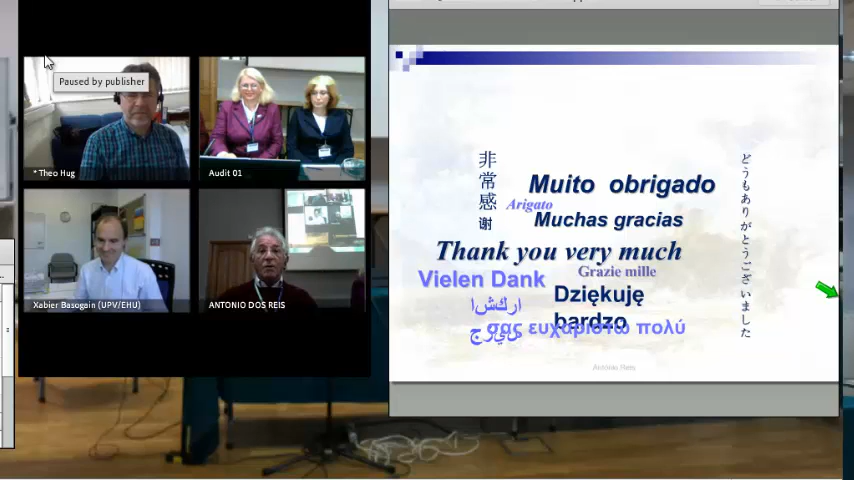 Paused by publisher
* Theo Hug
Audit 01
Xabier Basogain (UPV/EHU)
ANTONIO DOS REIS
非常感谢
Muito obrigado
Arigato
Muchas gracias
Thank you very much
Grazie mille
Vielen Dank
Dziękuję
bardzo
σας ευχαριστώ πολύ
どうもありがとうございました
Antonio Reis